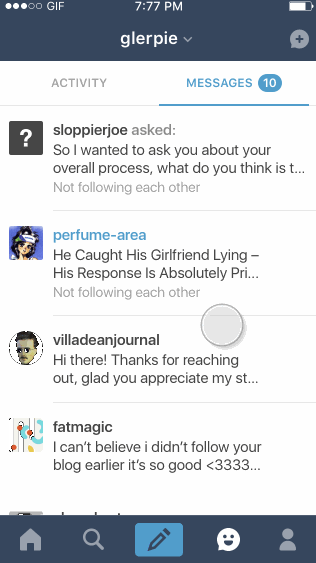 GIF 7:77 PM
glerpie
ACTIVITY MESSAGES 10
? sloppierjoe asked:
So I wanted to ask you about your
overall process, what do you think is t...
Not following each other
perfume-area
He Caught His Girlfriend Lying –
His Response Is Absolutely Pri...
Not following each other
villadeanjournal
Hi there! Thanks for reaching
out, glad you appreciate my st...
fatmagic
I can't believe i didn't follow your
blog earlier it's so good <3333...